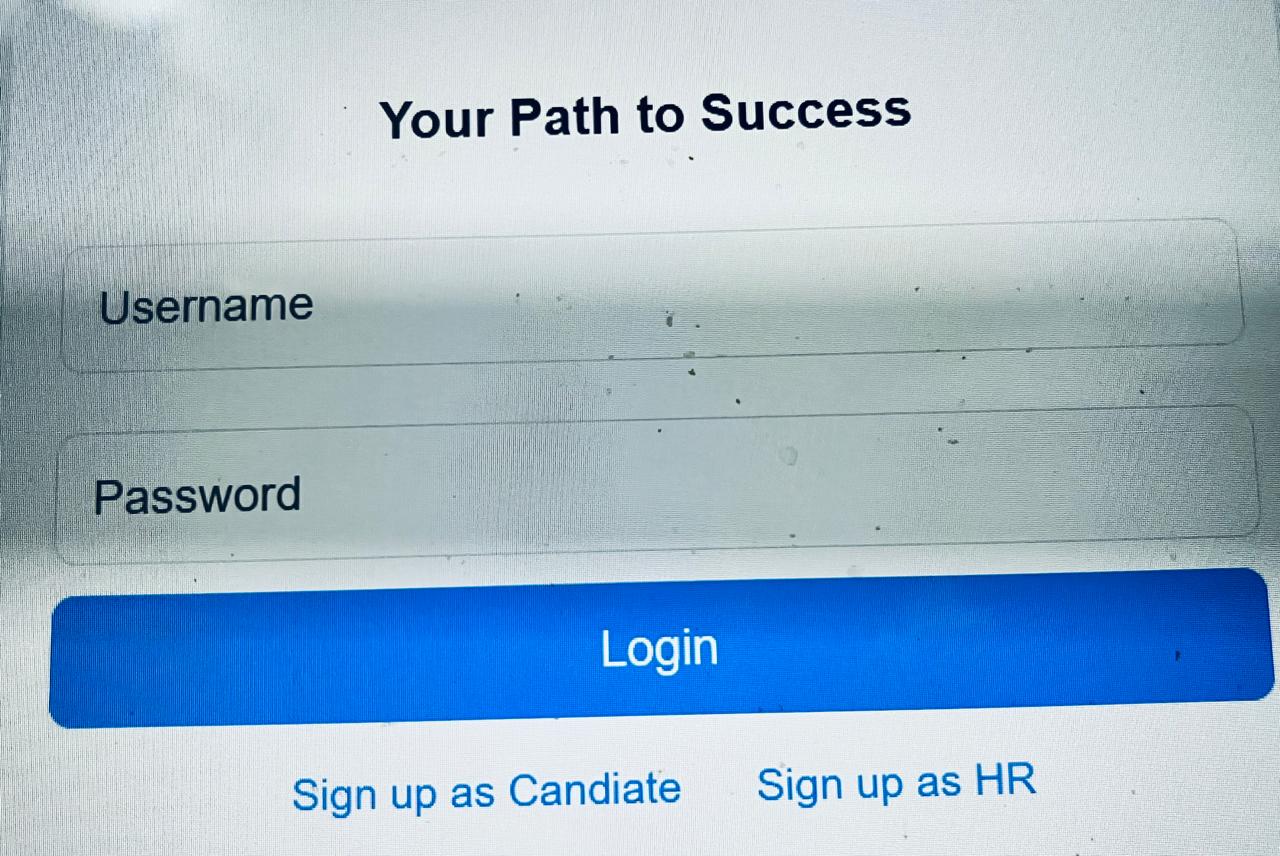 Your Path to Success
Username
Password
Login
Sign up as Candiate Sign up as HR